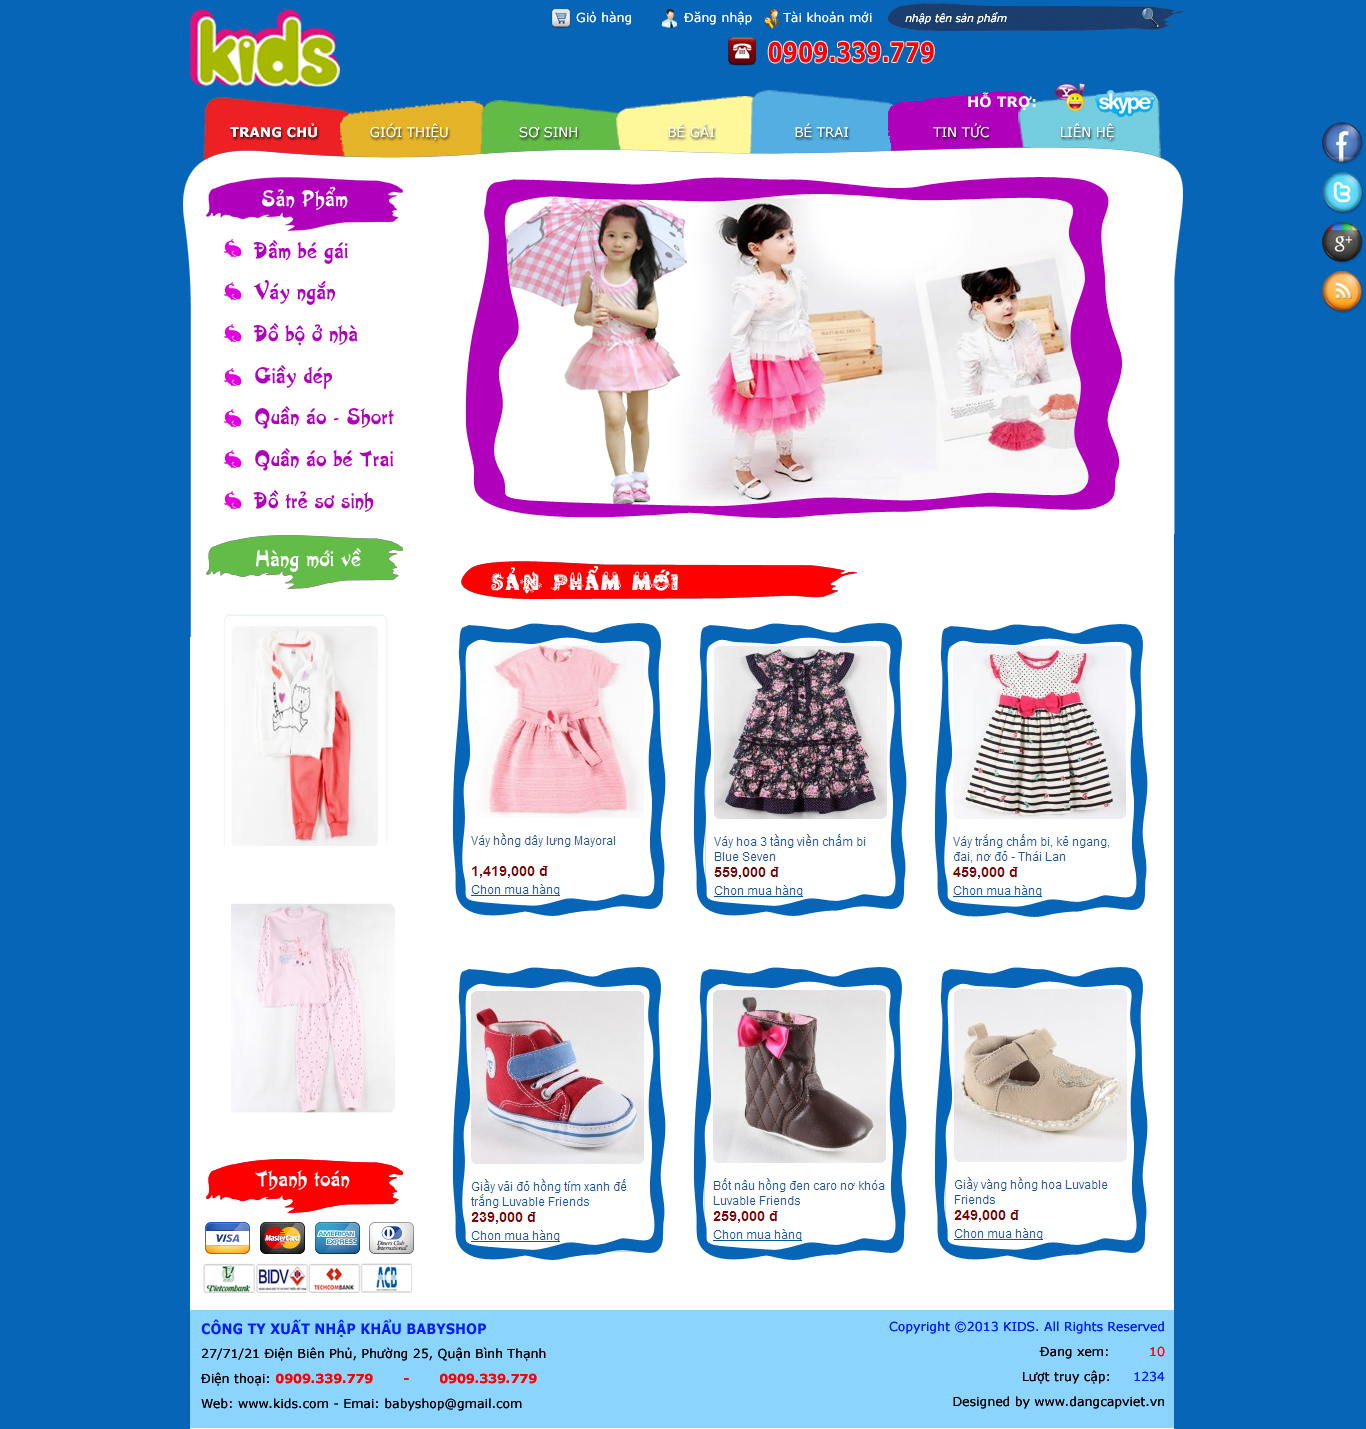 kids
Giỏ hàng
Đăng nhập
Tài khoản mới
nhập tên sản phẩm
0909.339.779
HỖ TRỢ:
skype
TRANG CHỦ
GIỚI THIỆU
SƠ SINH
BÉ GÁI
BÉ TRAI
TIN TỨC
LIÊN HỆ
Sản Phẩm
Đầm bé gái
Váy ngắn
Đồ bộ ở nhà
Giầy dép
Quần áo - Short
Quần áo bé Trai
Đồ trẻ sơ sinh
Hàng mới về
SẢN PHẨM MỚI
Váy hồng dây lưng Mayoral
1,419,000 đ
Chon mua hàng
Váy hoa 3 tầng viền chấm bi
Blue Seven
559,000 đ
Chon mua hàng
Váy trắng chấm bi, kẻ ngang,
đai, nơ đỏ - Thái Lan
459,000 đ
Chon mua hàng
Giầy vải đỏ hồng tím xanh đế
trắng Luvable Friends
239,000 đ
Chon mua hàng
Bốt nâu hồng đen caro nơ khóa
Luvable Friends
259,000 đ
Chon mua hàng
Giầy vàng hồng hoa Luvable
Friends
249,000 đ
Chon mua hàng
Thanh toán
VISA
MasterCard
AMERICAN EXPRESS
Diners Club International
Vietcombank
BIDV
TECHCOMBANK
ACB
CÔNG TY XUẤT NHẬP KHẨU BABYSHOP
27/71/21 Điện Biên Phủ, Phường 25, Quận Bình Thạnh
Điện thoại: 0909.339.779 - 0909.339.779
Web: www.kids.com - Emai: babyshop@gmail.com
Copyright ©2013 KIDS. All Rights Reserved
Đang xem: 10
Lượt truy cập: 1234
Designed by www.dangcapviet.vn